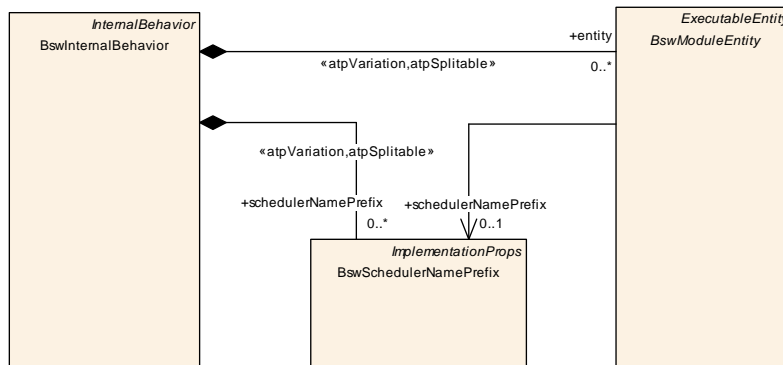 InternalBehavior
BswInternalBehavior
ExecutableEntity
BswModuleEntity
+entity
«atpVariation,atpSplitable»
0..*
«atpVariation,atpSplitable»
+schedulerNamePrefix
0..*
+schedulerNamePrefix
0..1
ImplementationProps
BswSchedulerNamePrefix